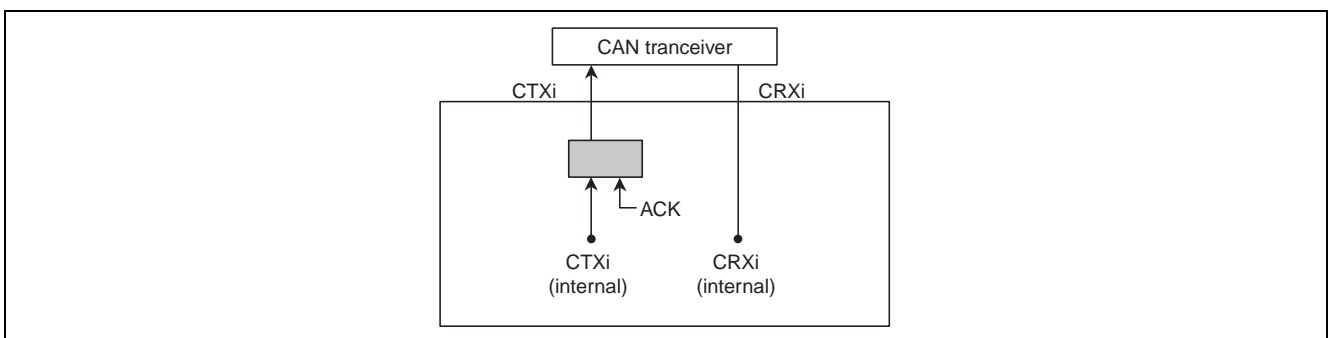 CAN tranceiver
CTXi
CRXi
ACK
CTXi
(internal)
CRXi
(internal)